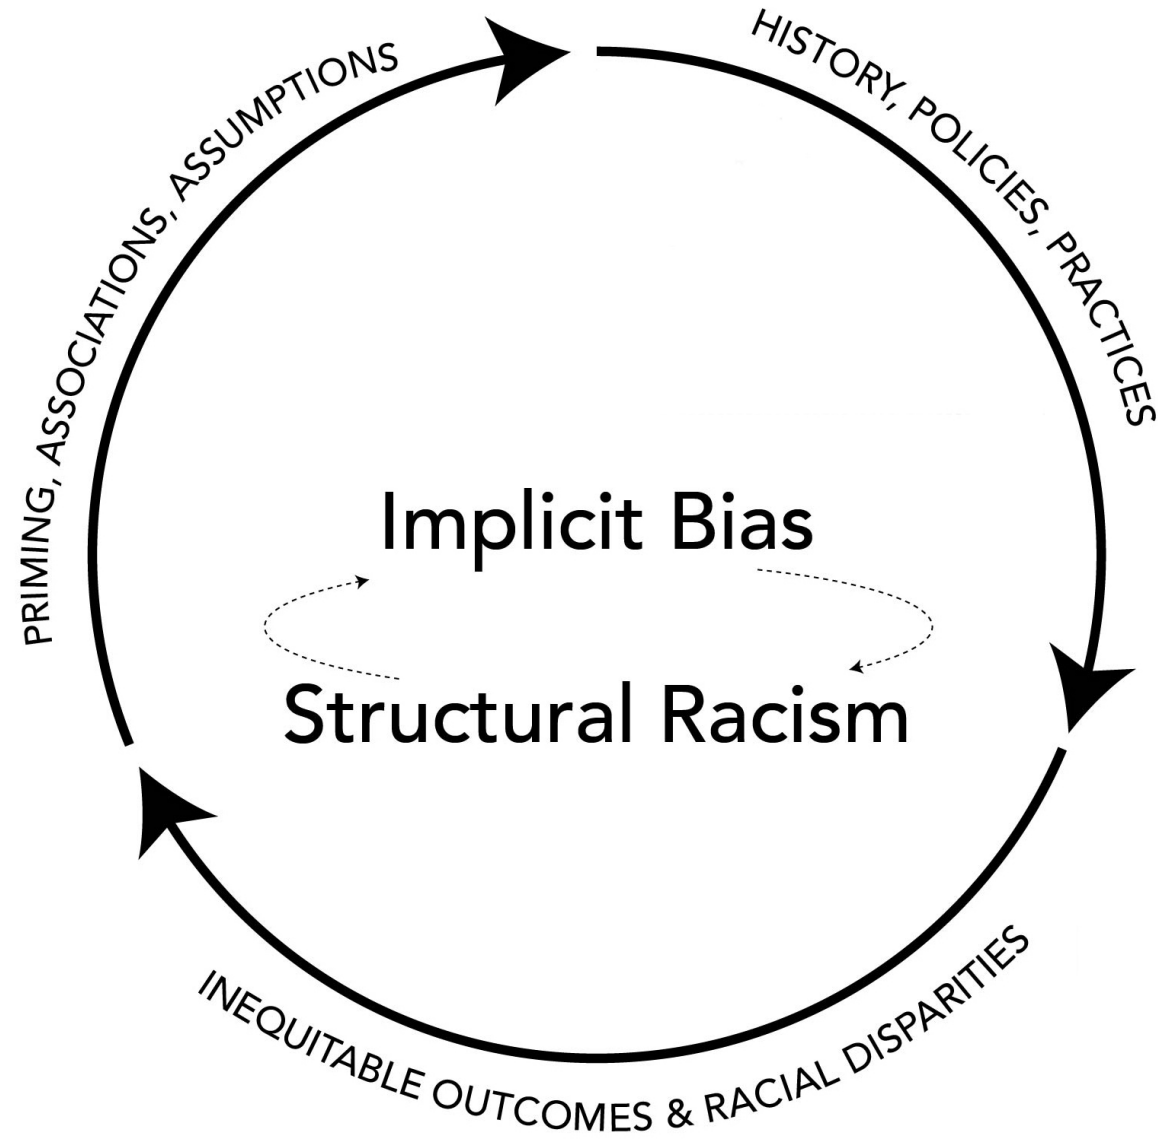 HISTORY, POLICIES, PRACTICES
PRIMING, ASSOCIATIONS, ASSUMPTIONS
Implicit Bias
Structural Racism
INEQUITABLE OUTCOMES & RACIAL DISPARITIES